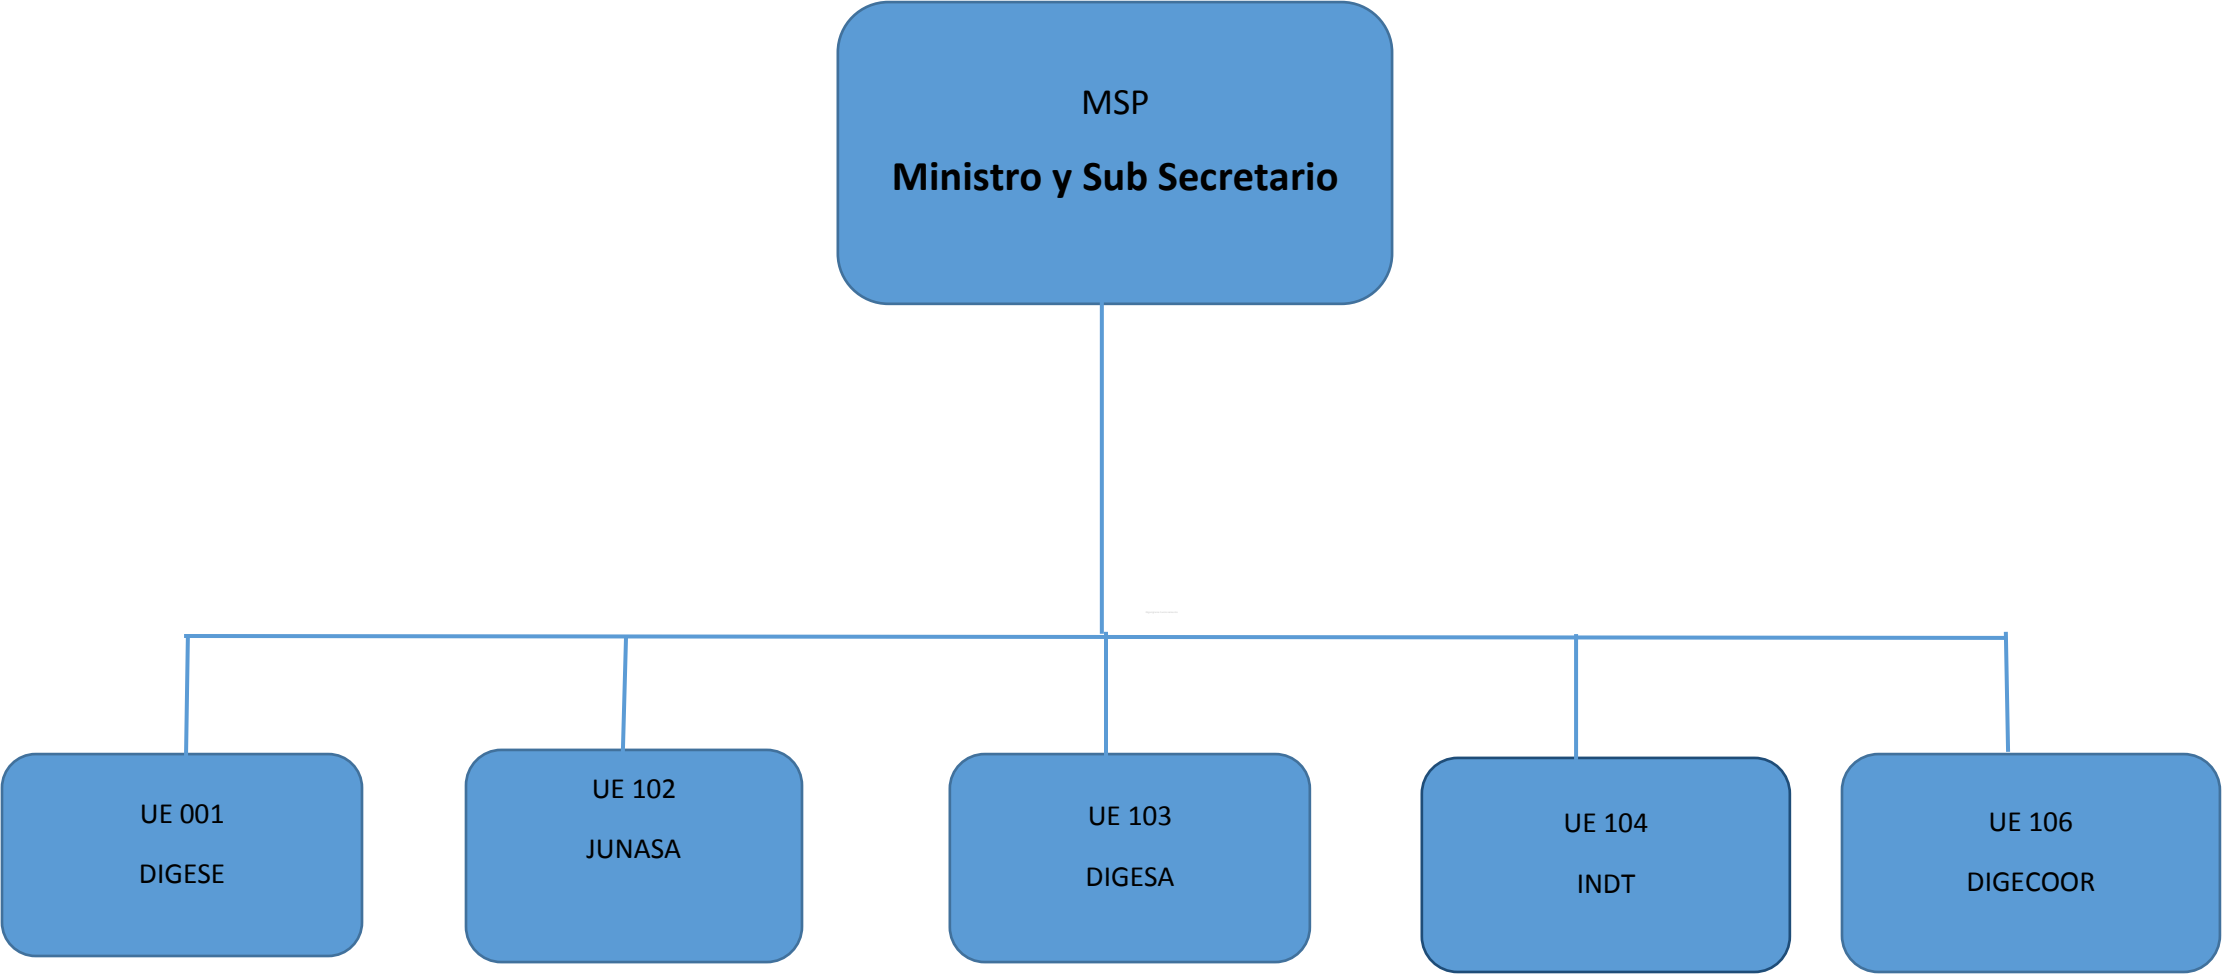 MSP
Ministro y Sub Secretario
UE 001
DIGESE
UE 102
JUNASA
UE 103
DIGESA
UE 104
INDT
UE 106
DIGECOOR